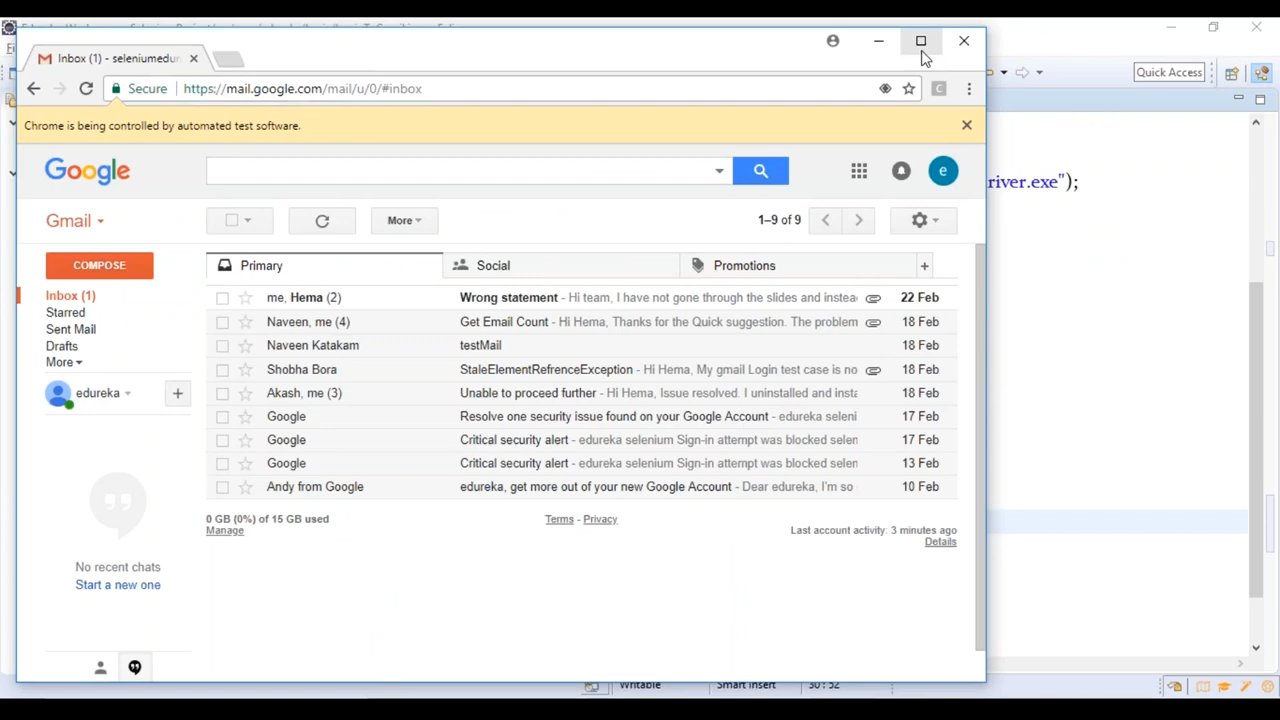 Inbox (1) - seleniumedur
Secure
https://mail.google.com/mail/u/0/#inbox
Quick Access
Chrome is being controlled by automated test software.
Google
e
river.exe");
Gmail
More
1–9 of 9
COMPOSE
Primary
Social
Promotions
Inbox (1)
Starred
Sent Mail
Drafts
More
edureka
me, Hema (2) Wrong statement - Hi team, I have not gone through the slides and instea 22 Feb
Naveen, me (4) Get Email Count - Hi Hema, Thanks for the Quick suggestion. The problem 18 Feb
Naveen Katakam testMail 18 Feb
Shobha Bora StaleElementRefrenceException - Hi Hema, My gmail Login test case is no 18 Feb
Akash, me (3) Unable to proceed further - Hi Hema, Issue resolved. I uninstalled and insta 18 Feb
Google Resolve one security issue found on your Google Account - edureka seleni 17 Feb
Google Critical security alert - edureka selenium Sign-in attempt was blocked selen 17 Feb
Google Critical security alert - edureka selenium Sign-in attempt was blocked selen 13 Feb
Andy from Google edureka, get more out of your new Google Account - Dear edureka, I'm so 10 Feb
0 GB (0%) of 15 GB used
Manage
Terms - Privacy
Last account activity: 3 minutes ago
Details
No recent chats
Start a new one
Writable
Smart Insert
30 : 52